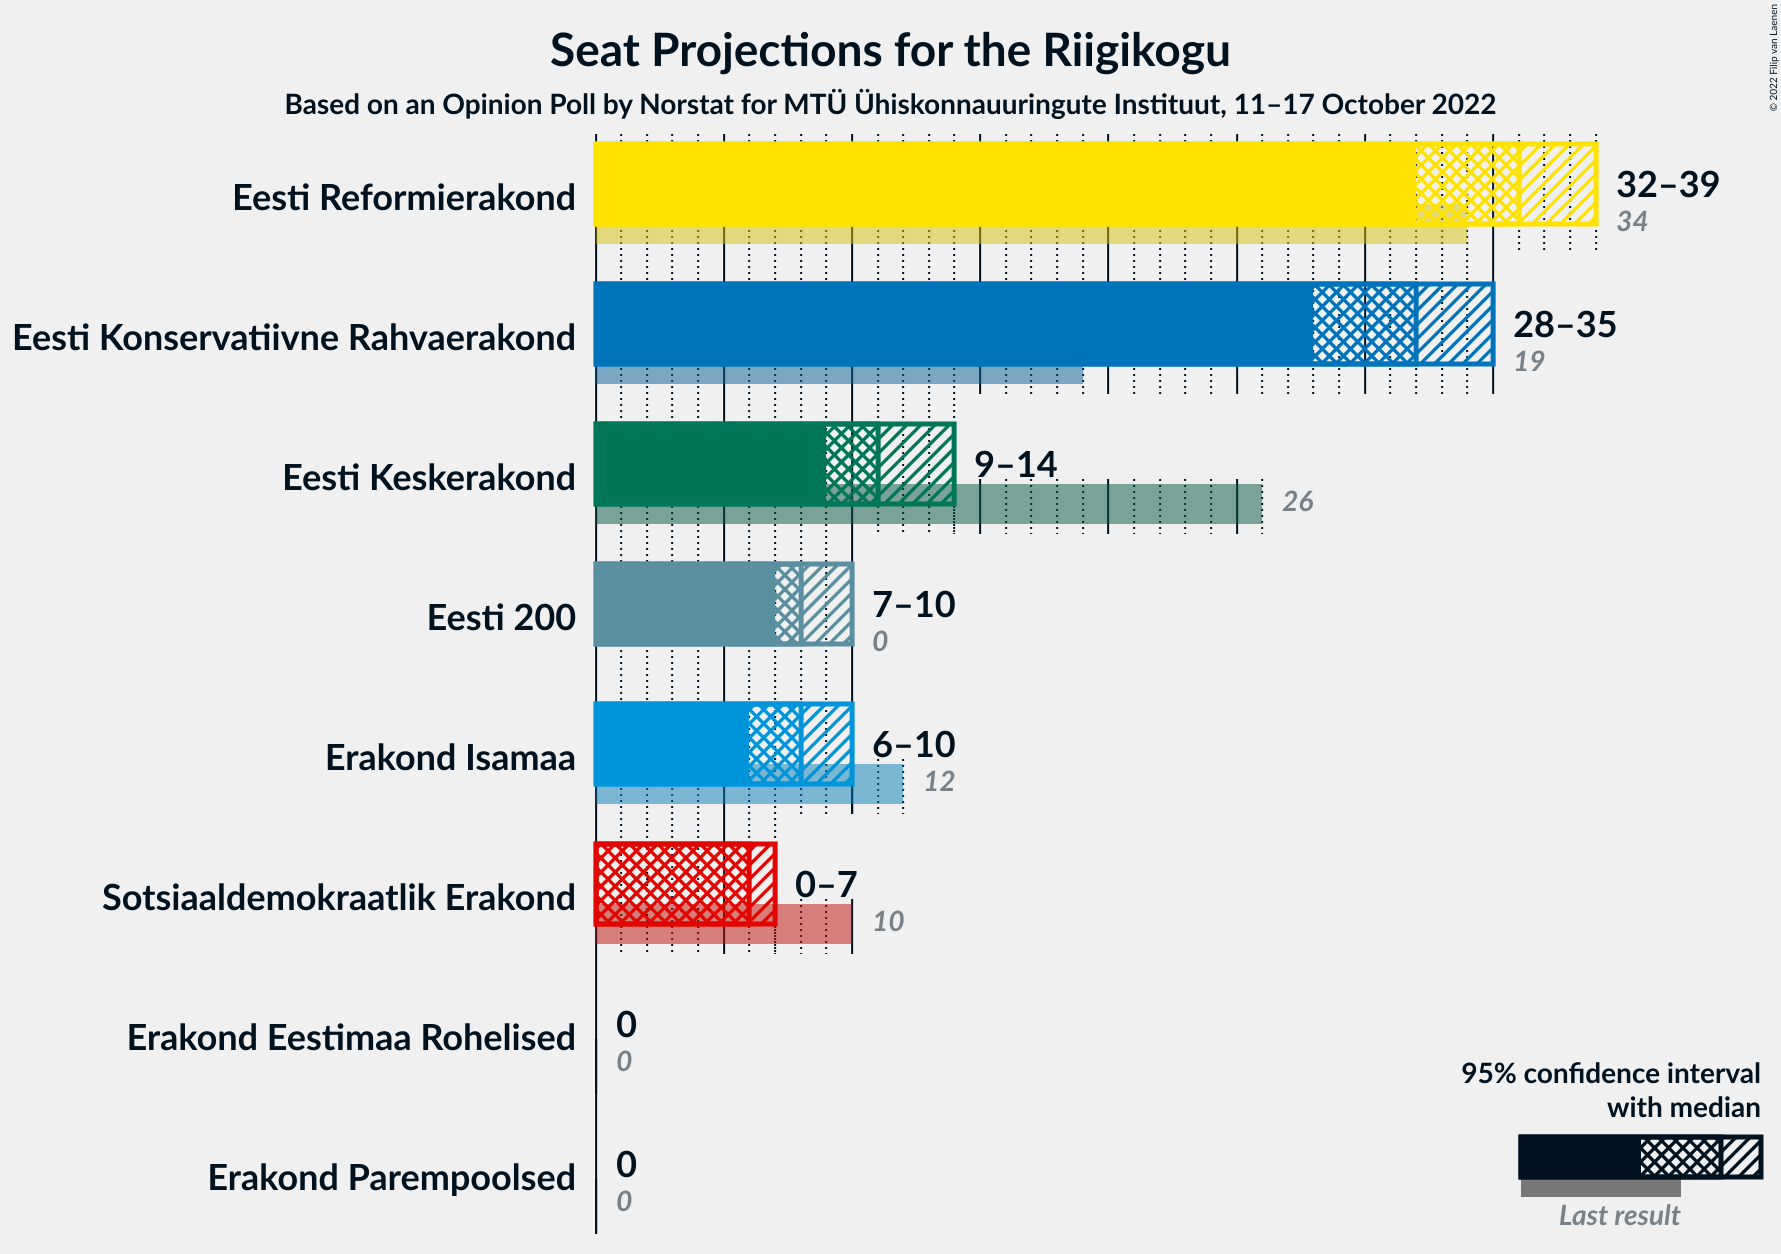 Seat Projections for the Riigikogu
Based on an Opinion Poll by Norstat for MTÜ Ühiskonnauuringute Instituut, 11–17 October 2022
© 2022 Filip van Laenen
Eesti Reformierakond
32–39
34
Eesti Konservatiivne Rahvaerakond
28–35
19
Eesti Keskerakond
9–14
26
Eesti 200
7–10
0
Erakond Isamaa
6–10
12
Sotsiaaldemokraatlik Erakond
0–7
10
Erakond Eestimaa Rohelised
0
0
Erakond Parempoolsed
0
0
95% confidence interval
with median
Last result